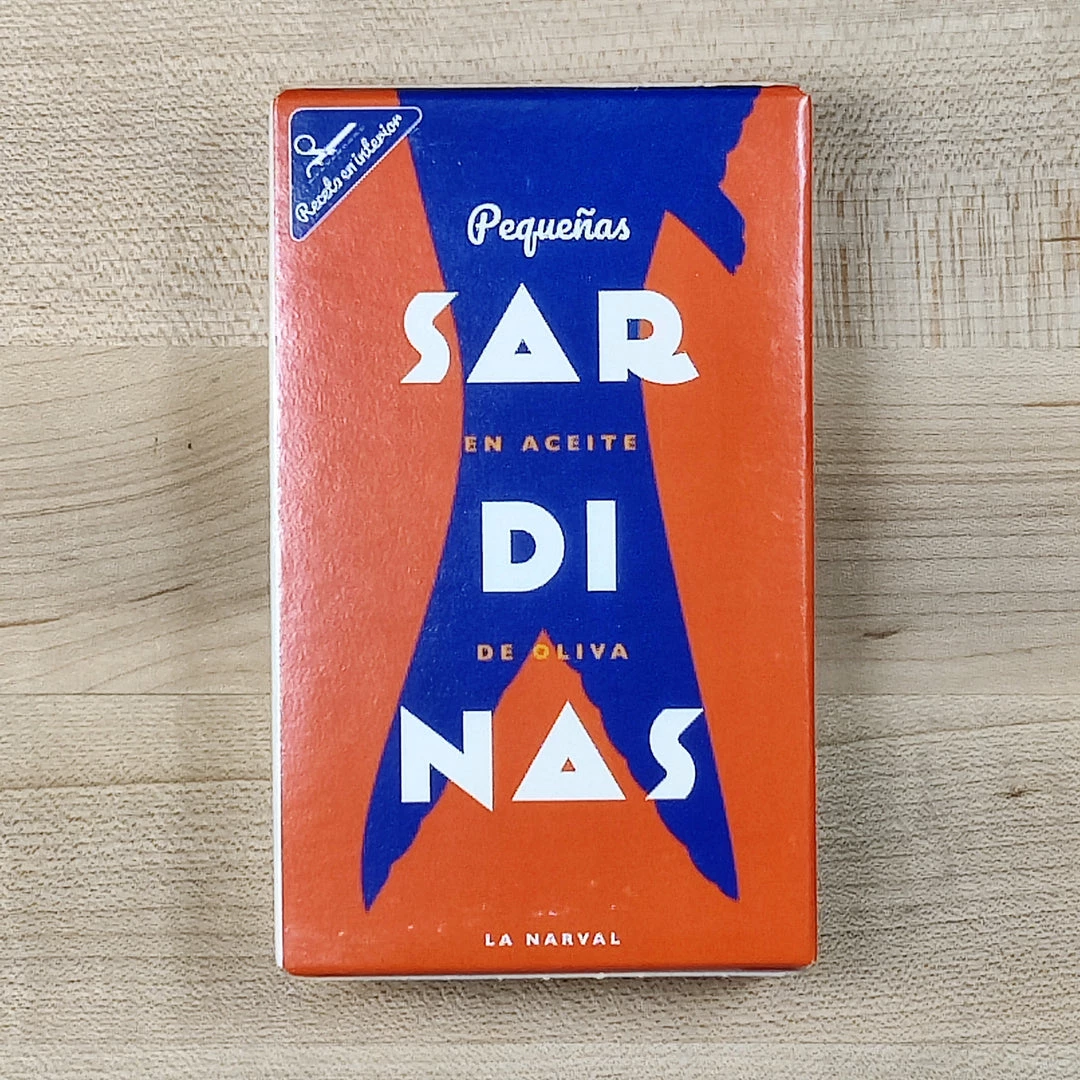 Receta en interior
Pequeñas
SAR
EN ACEITE
DI
DE OLIVA
NAS
LA NARVAL